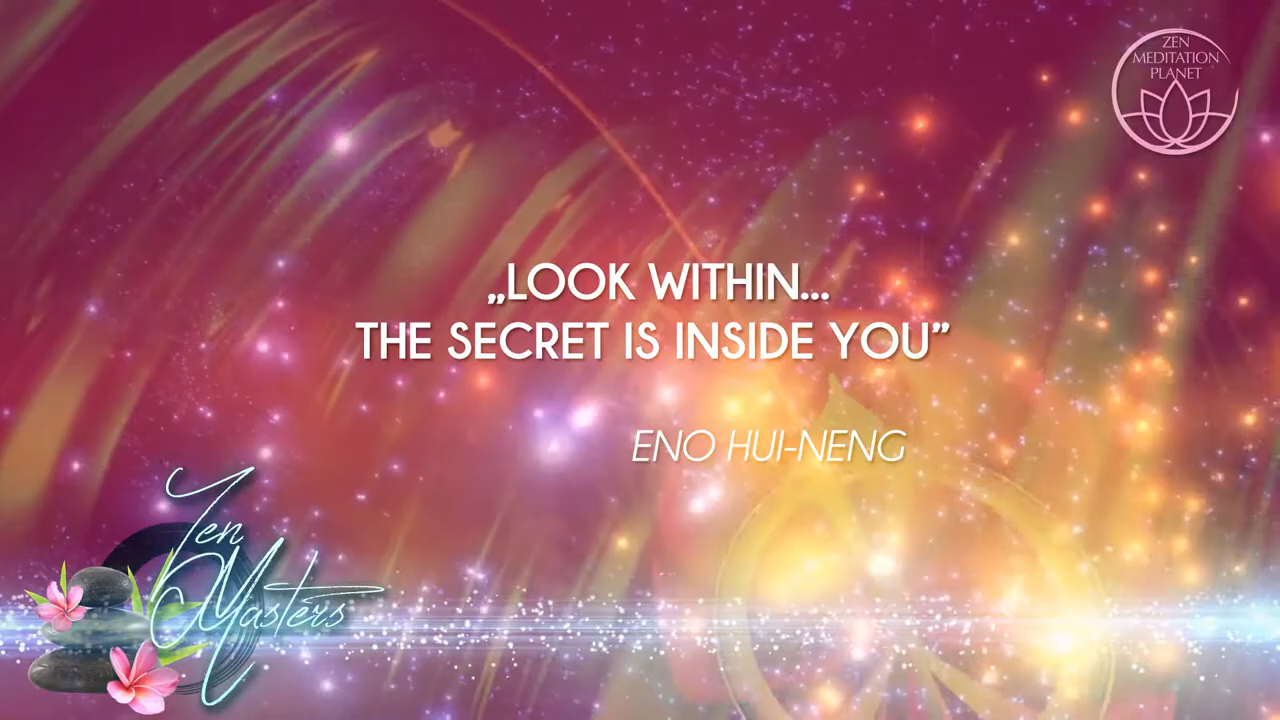 ZEN
MEDITATION
PLANET
„LOOK WITHIN...
THE SECRET IS INSIDE YOU”
ENO HUI-NENG
Zen
Masters